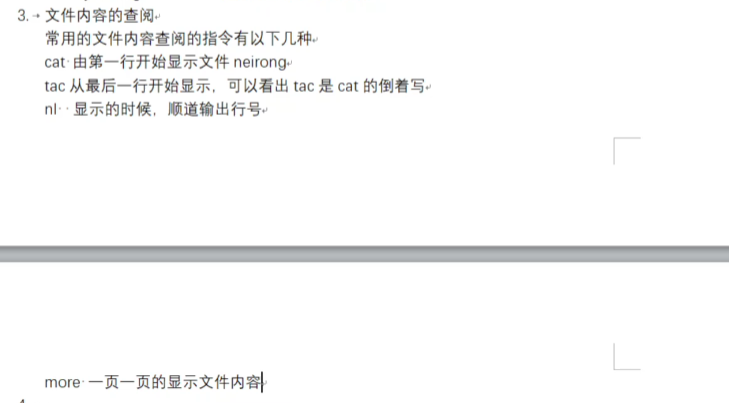 3. 文件内容的查阅
常用的文件内容查阅的指令有以下几种
cat 由第一行开始显示文件 neirong
tac 从最后一行开始显示，可以看出 tac 是 cat 的倒着写
nl 显示的时候，顺道输出行号
more 一页一页的显示文件内容